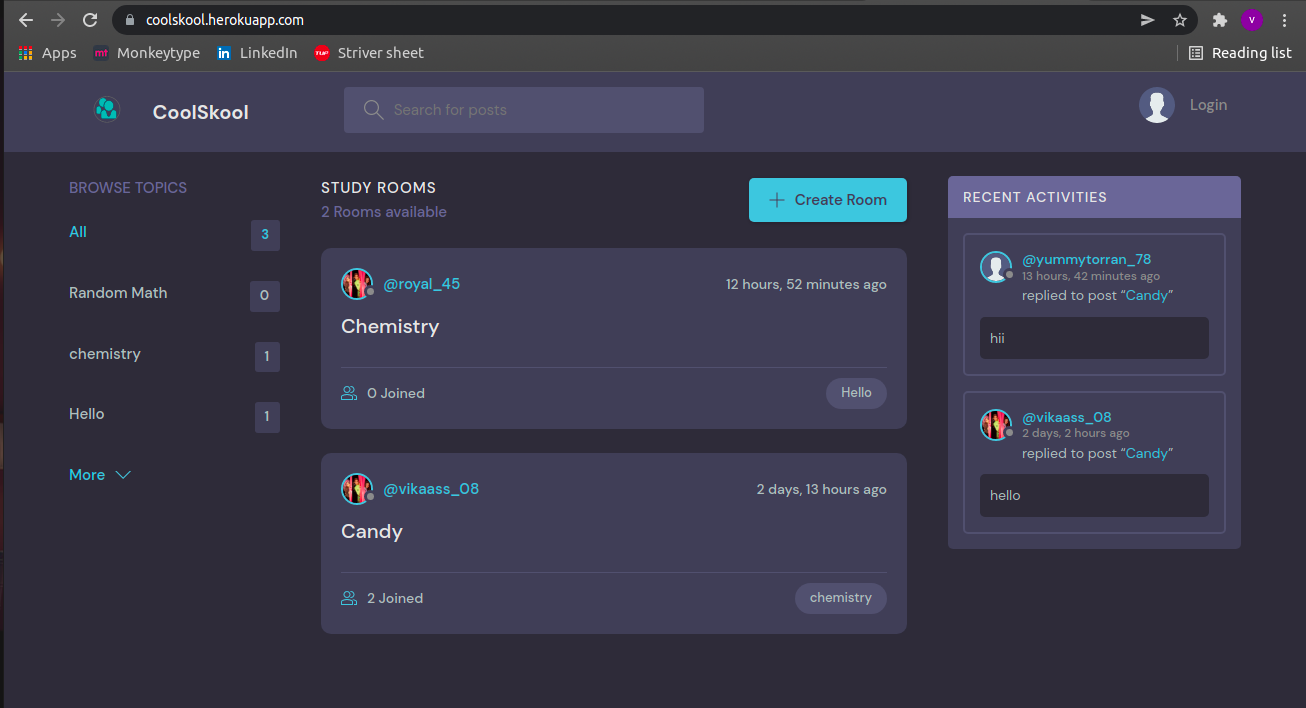 coolskool.herokuapp.com
V
Apps
Monkeytype
LinkedIn
Striver sheet
Reading list
CoolSkool
Search for posts
Login
BROWSE TOPICS
All
3
Random Math
0
chemistry
1
Hello
1
More
STUDY ROOMS
2 Rooms available
Create Room
@royal_45
12 hours, 52 minutes ago
Chemistry
0 Joined
Hello
@vikaass_08
2 days, 13 hours ago
Candy
2 Joined
chemistry
RECENT ACTIVITIES
@yummytorran_78
13 hours, 42 minutes ago
replied to post “Candy”
hii
@vikaass_08
2 days, 2 hours ago
replied to post “Candy”
hello